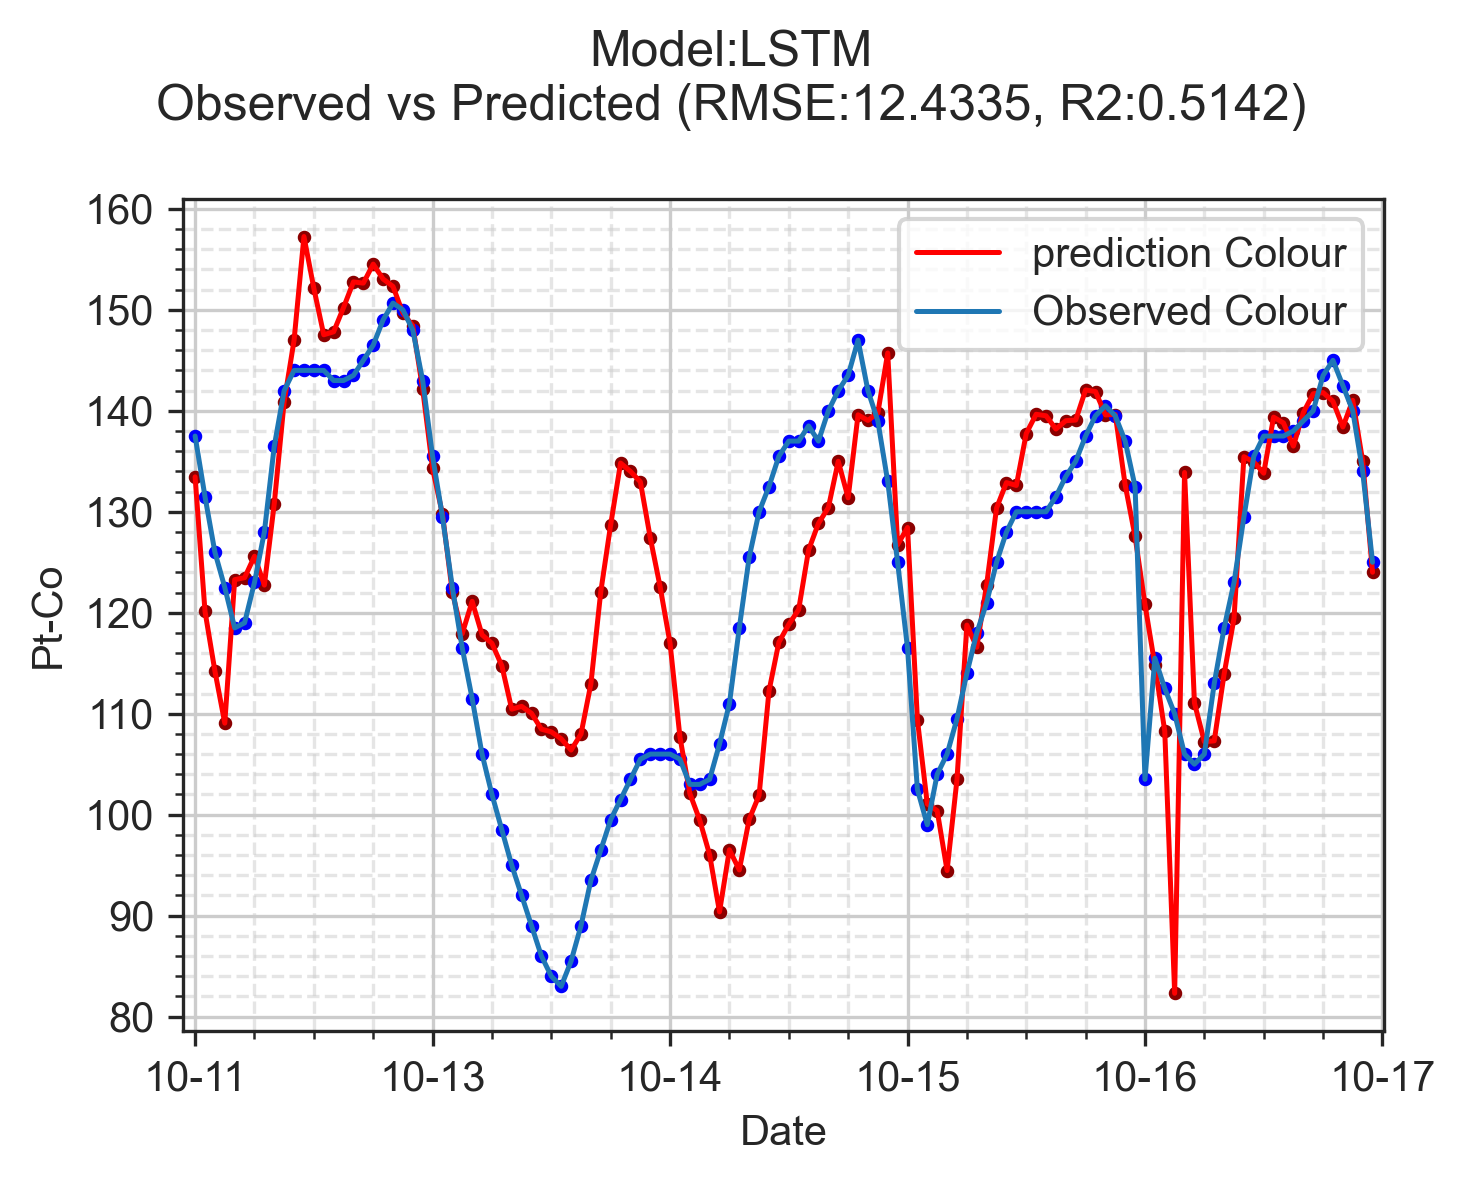 Model:LSTM
Observed vs Predicted (RMSE:12.4335, R2:0.5142)
prediction Colour
Observed Colour
Pt-Co
160
150
140
130
120
110
100
90
80
10-11 10-13 10-14 10-15 10-16 10-17
Date